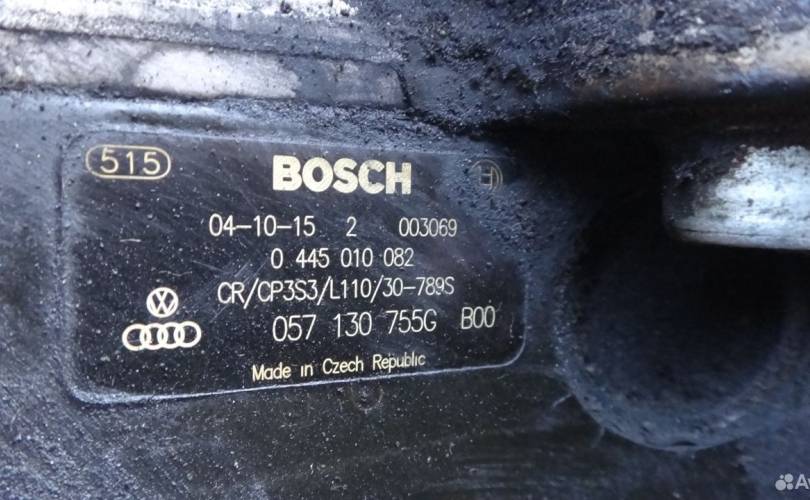 515
BOSCH
04-10-15 2 003069
0 445 010 082
CR/CP3S3/L110/30-789S
VW
057 130 755G B00
Made in Czech Republic